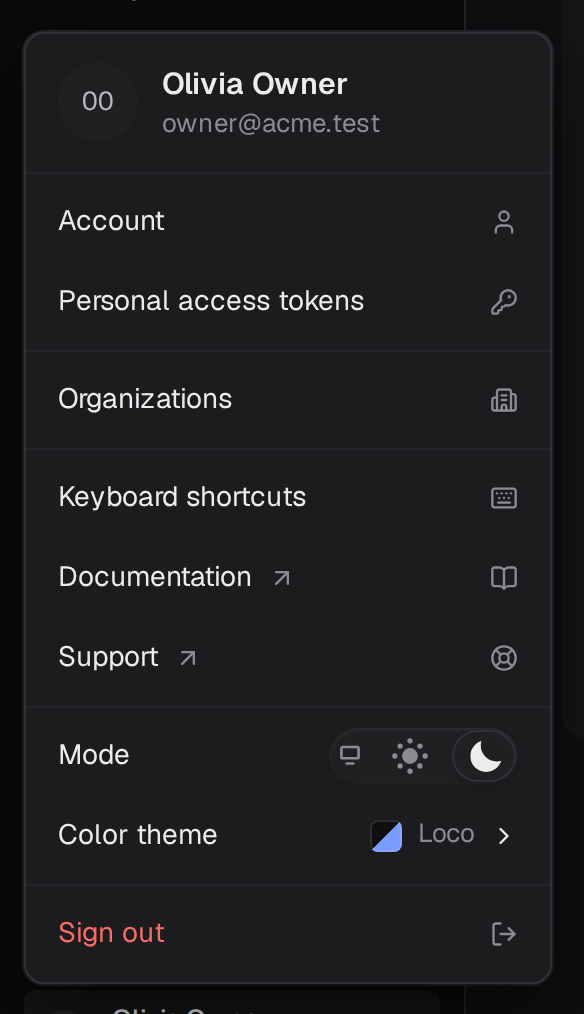 OO
Olivia Owner
owner@acme.test
Account
Personal access tokens
Organizations
Keyboard shortcuts
Documentation
Support
Mode
Color theme Loco
Sign out